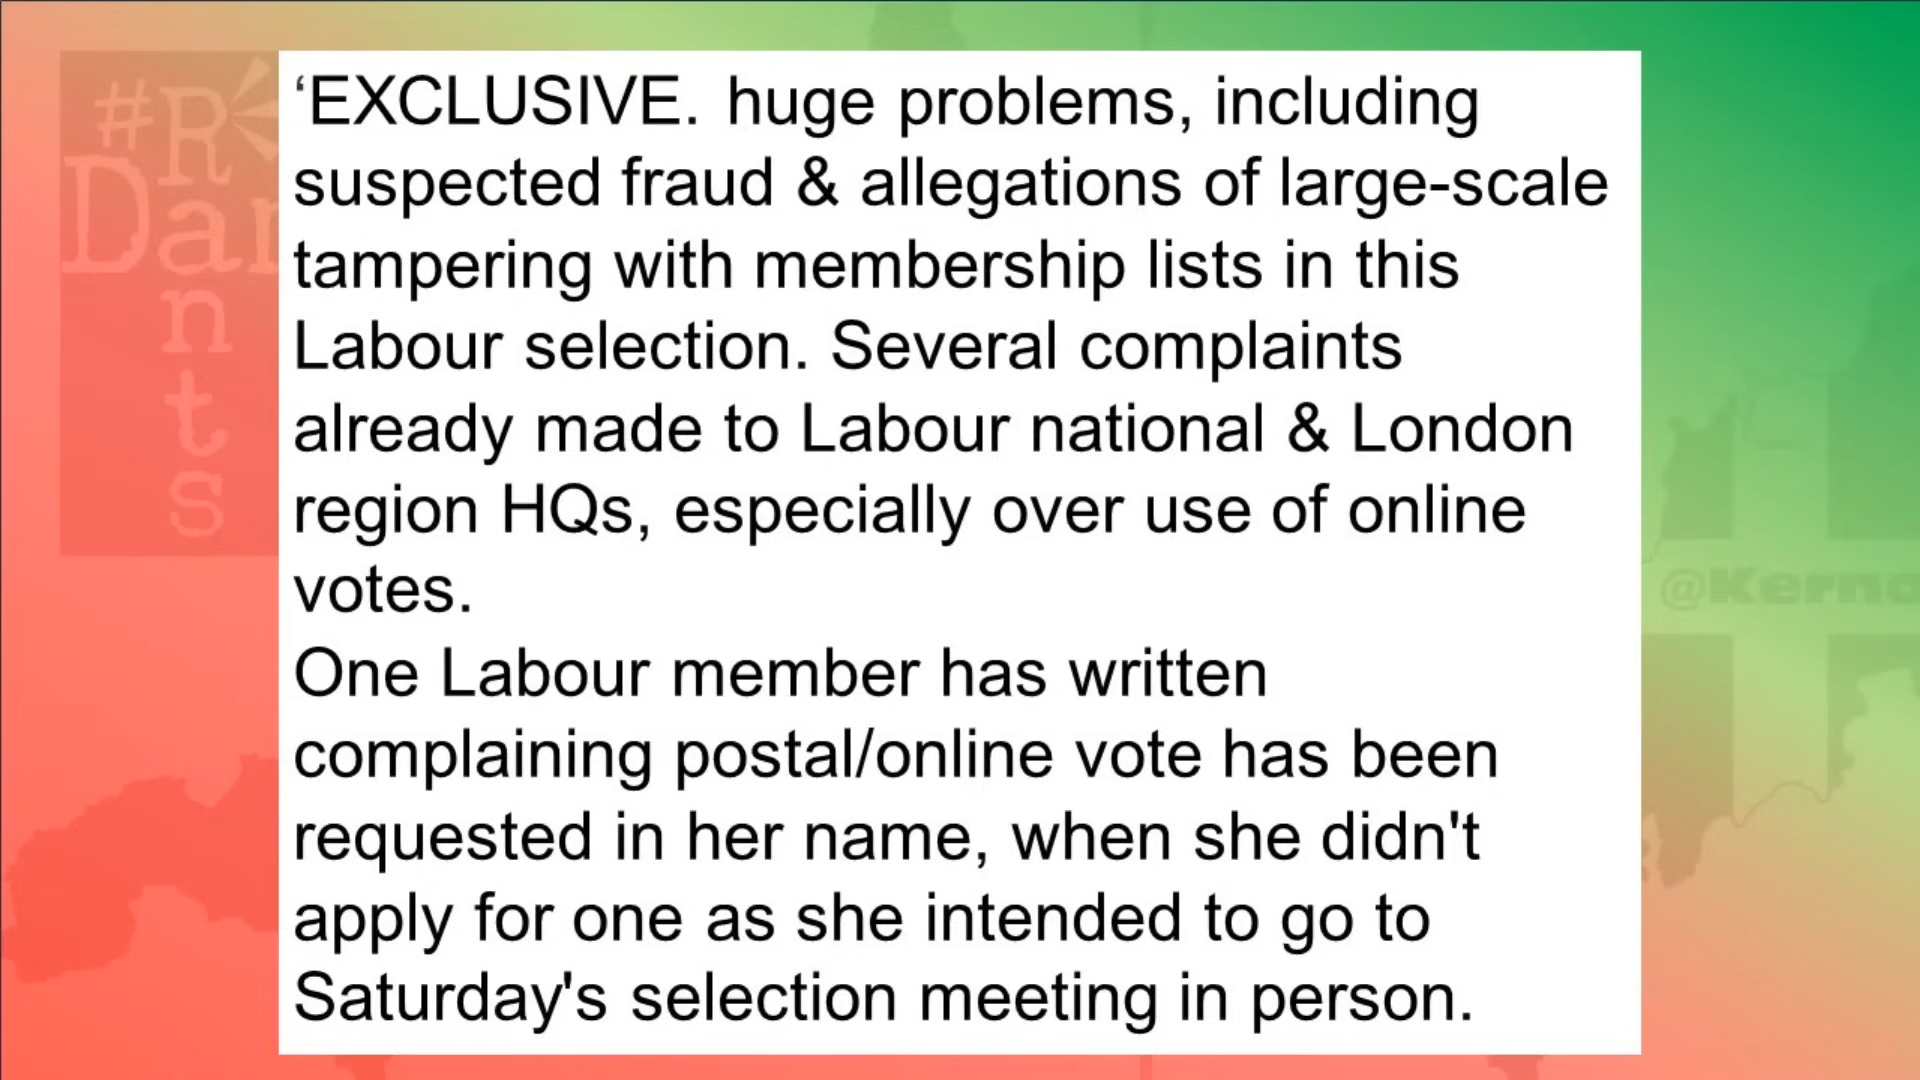 #R
Dan
n
t
s
‘EXCLUSIVE. huge problems, including
suspected fraud & allegations of large-scale
tampering with membership lists in this
Labour selection. Several complaints
already made to Labour national & London
region HQs, especially over use of online
votes.
One Labour member has written
complaining postal/online vote has been
requested in her name, when she didn't
apply for one as she intended to go to
Saturday's selection meeting in person.
@Kerno